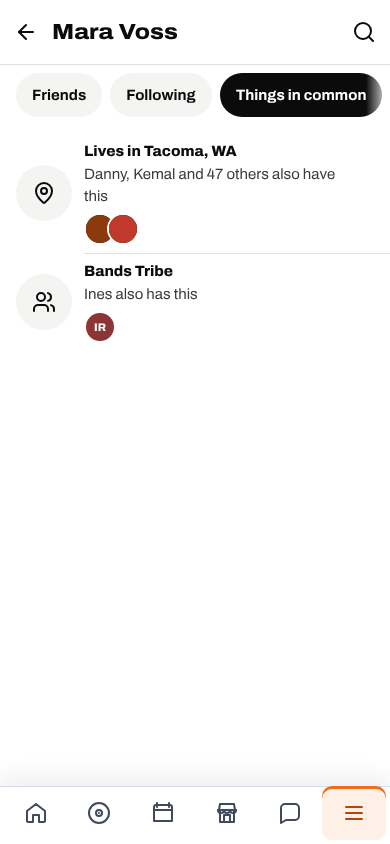 Mara Voss
Friends
Following
Things in common
Lives in Tacoma, WA
Danny, Kemal and 47 others also have
this
Bands Tribe
Ines also has this
IR